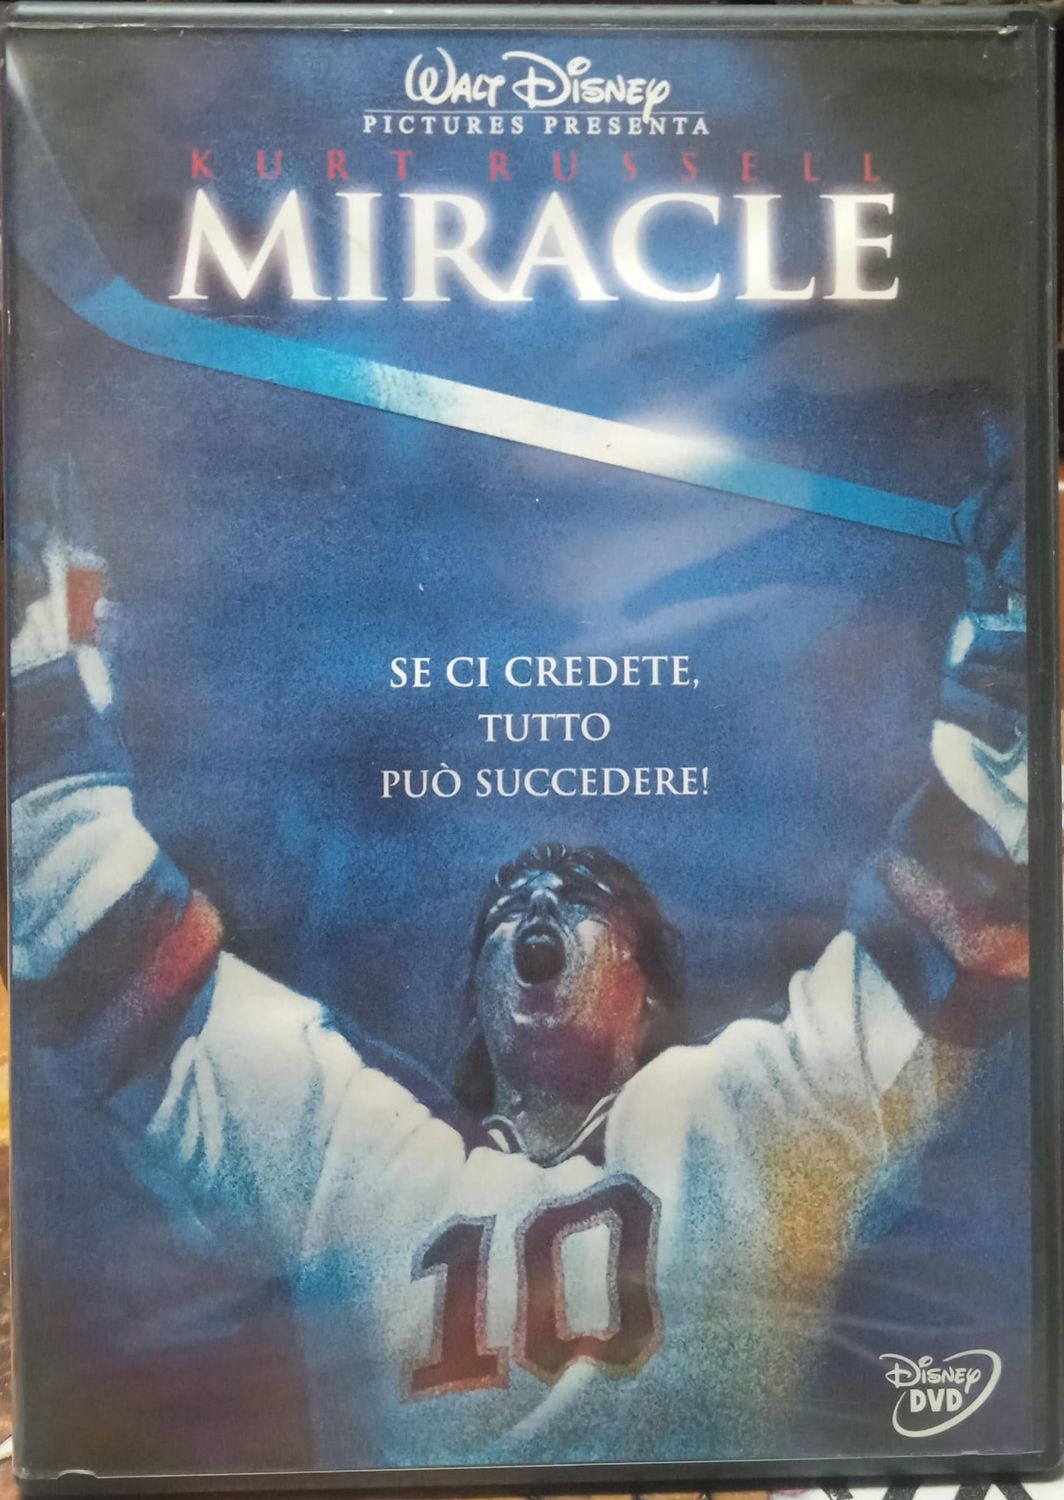 WALT DISNEY
PICTURES PRESENTA
KURT RUSSELL
MIRACLE
SE CI CREDETE,
TUTTO
PUÒ SUCCEDERE!
10
DISNEY
DVD